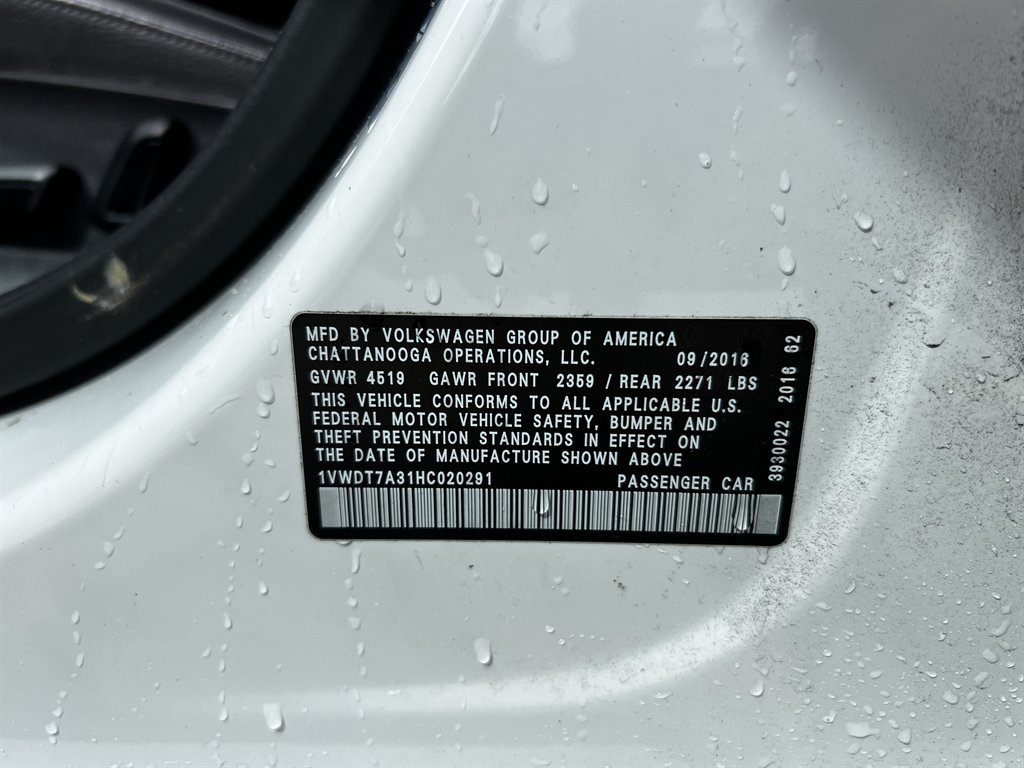 MFD BY VOLKSWAGEN GROUP OF AMERICA
CHATTANOOGA OPERATIONS, LLC. 09/2016
GVWR 4519 GAWR FRONT 2359 / REAR 2271 LBS
THIS VEHICLE CONFORMS TO ALL APPLICABLE U.S.
FEDERAL MOTOR VEHICLE SAFETY, BUMPER AND
THEFT PREVENTION STANDARDS IN EFFECT ON
THE DATE OF MANUFACTURE SHOWN ABOVE
1VWDT7A31HC020291 PASSENGER CAR
3930022 2016 62